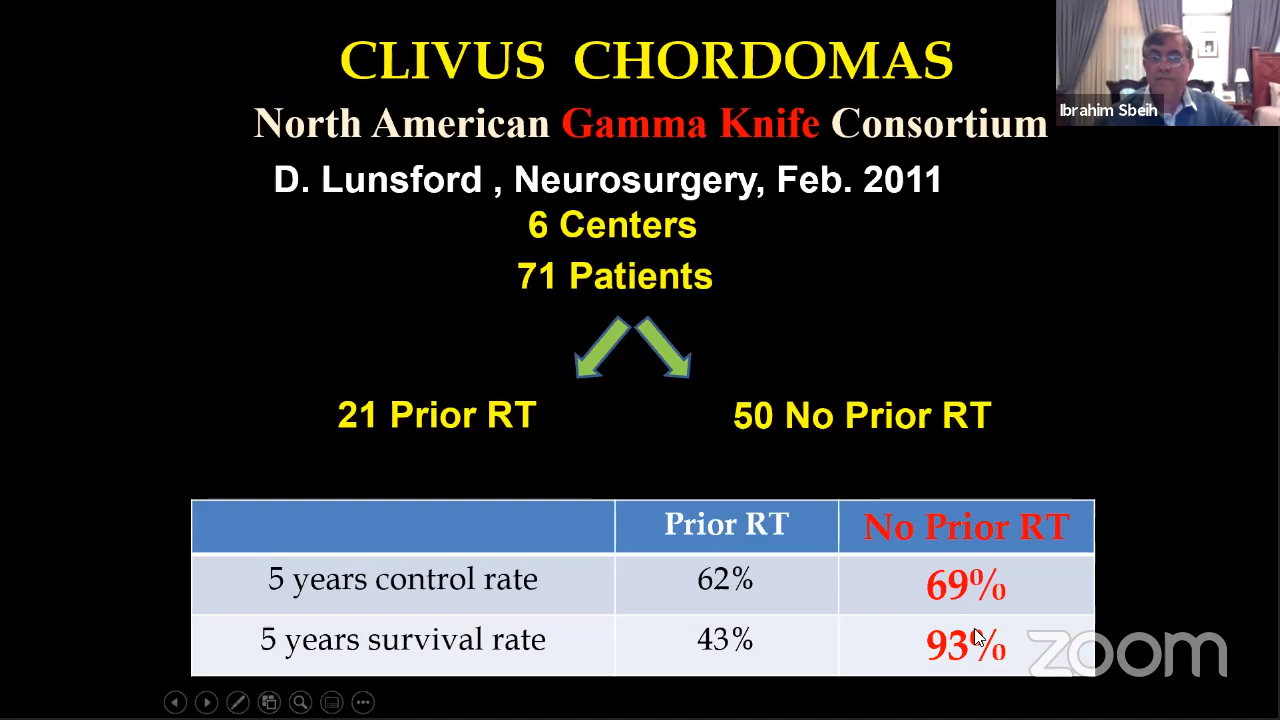 CLIVUS CHORDOMAS
North American Gamma Knife Consortium
Ibrahim Sbeih
D. Lunsford , Neurosurgery, Feb. 2011
6 Centers
71 Patients
21 Prior RT
50 No Prior RT
Prior RT
No Prior RT
5 years control rate
62%
69%
5 years survival rate
43%
93%
zoom